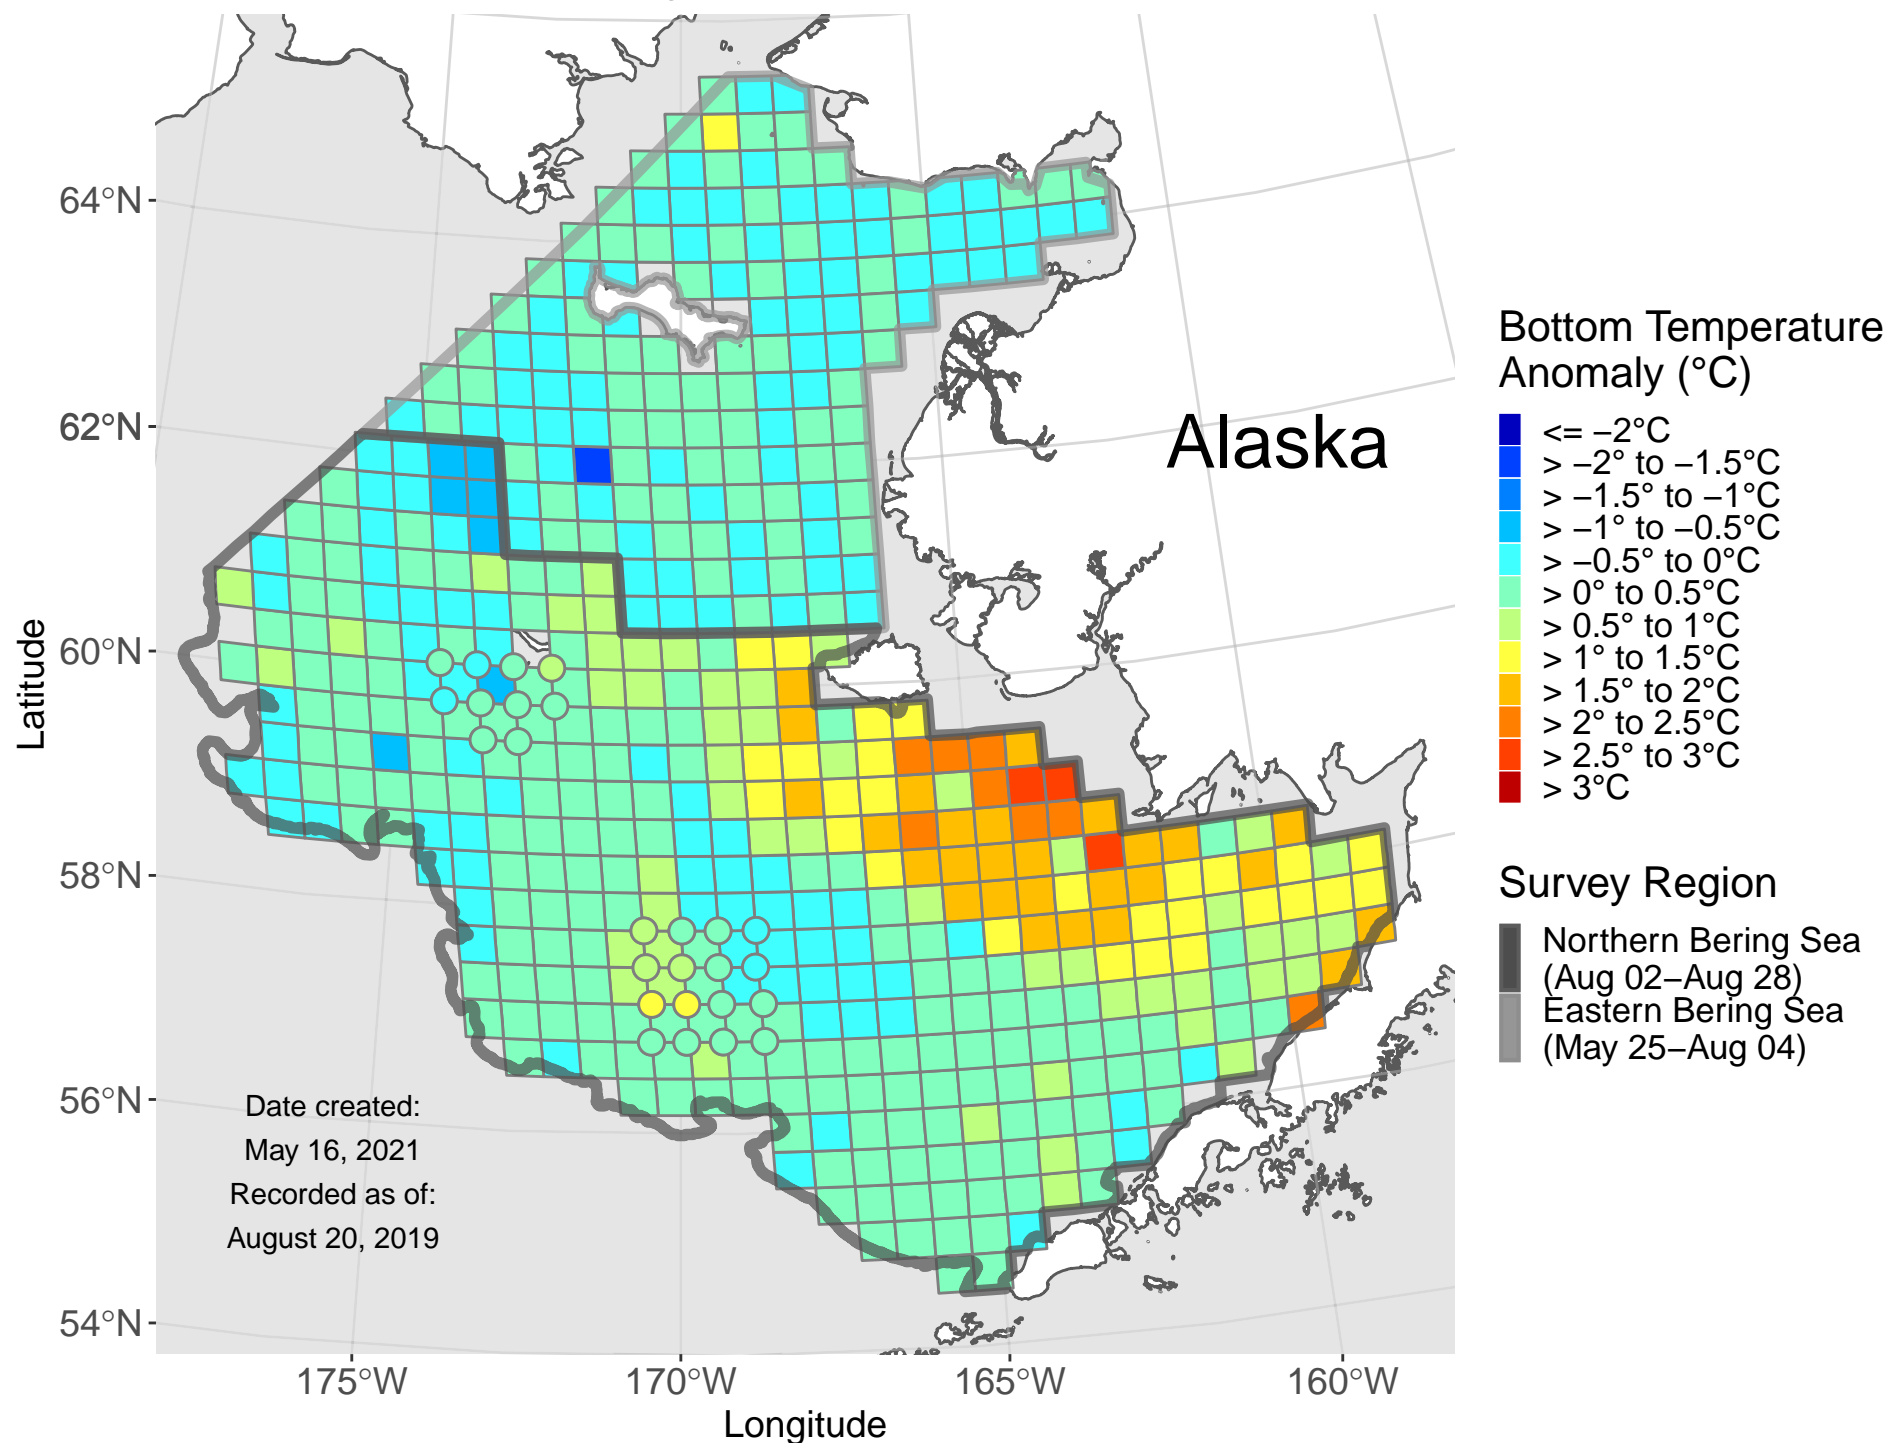 64°N
62°N
60°N
58°N
56°N
54°N
Latitude
175°W
170°W
165°W
160°W
Longitude
Alaska
Date created:
May 16, 2021
Recorded as of:
August 20, 2019
Bottom Temperature
Anomaly (°C)
<= −2°C
> −2° to −1.5°C
> −1.5° to −1°C
> −1° to −0.5°C
> −0.5° to 0°C
> 0° to 0.5°C
> 0.5° to 1°C
> 1° to 1.5°C
> 1.5° to 2°C
> 2° to 2.5°C
> 2.5° to 3°C
> 3°C
Survey Region
Northern Bering Sea
(Aug 02−Aug 28)
Eastern Bering Sea
(May 25−Aug 04)